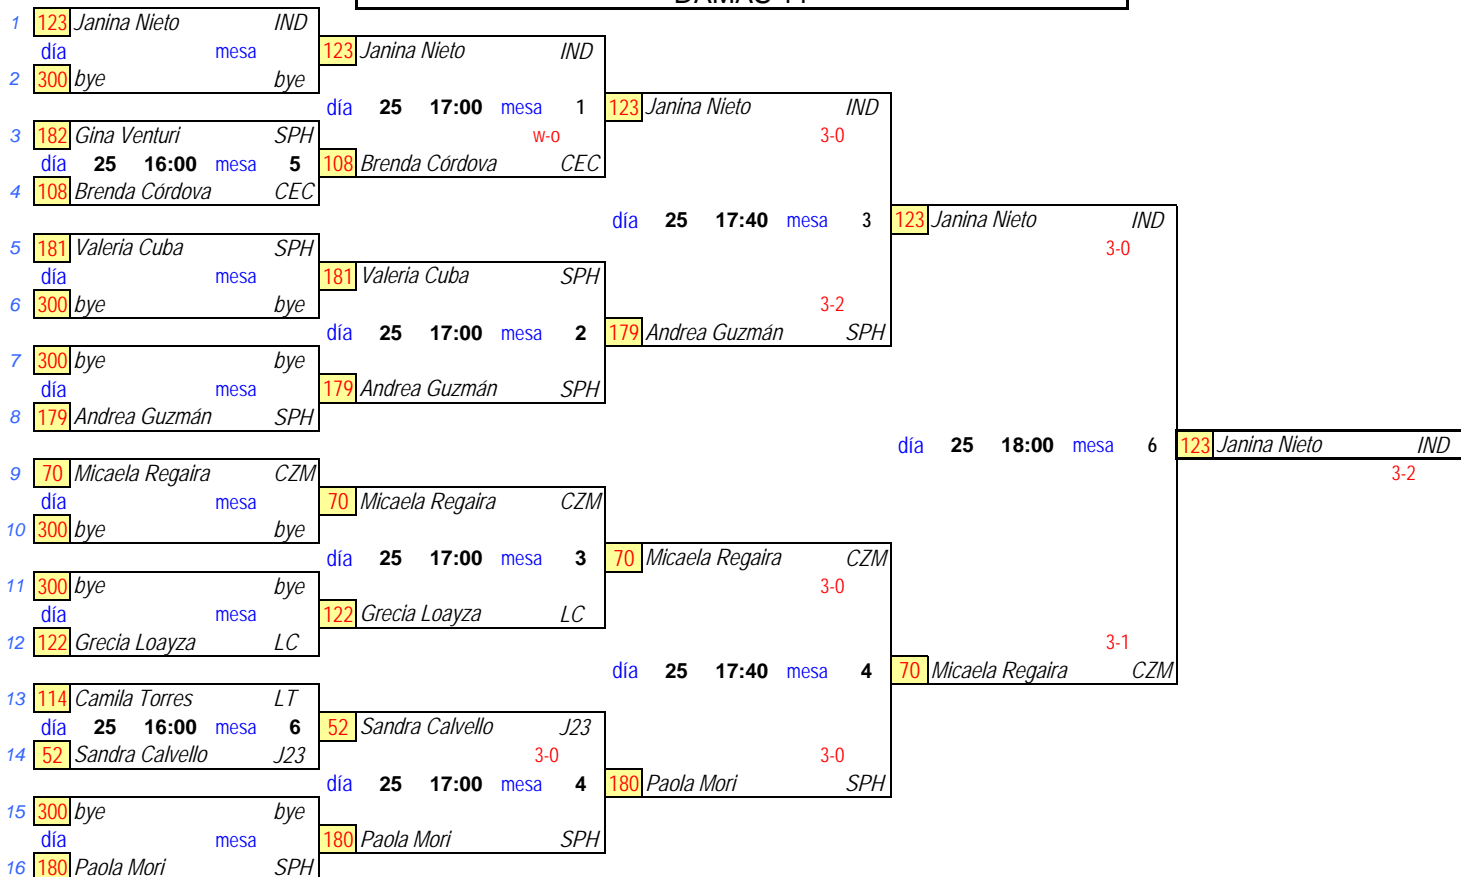 1 123 Janina Nieto IND
día mesa 123 Janina Nieto IND
2 300 bye bye
día 25 17:00 mesa 1 123 Janina Nieto IND
3 182 Gina Venturi SPH w-o 3-0
día 25 16:00 mesa 5 108 Brenda Córdova CEC
4 108 Brenda Córdova CEC
día 25 17:40 mesa 3 123 Janina Nieto IND
5 181 Valeria Cuba SPH 3-0
día mesa 181 Valeria Cuba SPH
6 300 bye bye 3-2
día 25 17:00 mesa 2 179 Andrea Guzmán SPH
7 300 bye bye
día mesa 179 Andrea Guzmán SPH
8 179 Andrea Guzmán SPH
día 25 18:00 mesa 6 123 Janina Nieto IND
9 70 Micaela Regaira CZM 3-2
día mesa 70 Micaela Regaira CZM
10 300 bye bye
día 25 17:00 mesa 3 70 Micaela Regaira CZM
11 300 bye bye 3-0
día mesa 122 Grecia Loayza LC
12 122 Grecia Loayza LC 3-1
día 25 17:40 mesa 4 70 Micaela Regaira CZM
13 114 Camila Torres LT
día 25 16:00 mesa 6 52 Sandra Calvello J23
14 52 Sandra Calvello J23 3-0 3-0
día 25 17:00 mesa 4 180 Paola Mori SPH
15 300 bye bye
día mesa 180 Paola Mori SPH
16 180 Paola Mori SPH